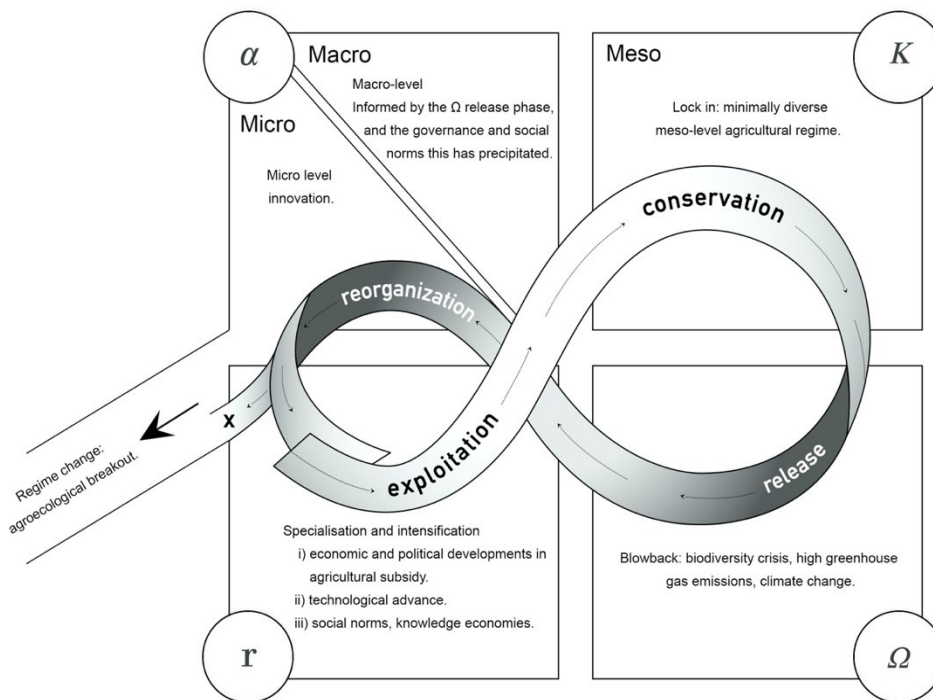 α
Macro
Macro-level
Informed by the Ω release phase,
and the governance and social
norms this has precipitated.
Micro
Micro level
innovation.
Meso
K
Lock in: minimally diverse
meso-level agricultural regime.
conservation
reorganization
exploitation
release
x
Regime change:
agroecological breakout.
Specialisation and intensification
i) economic and political developments in
agricultural subsidy.
ii) technological advance.
iii) social norms, knowledge economies.
r
Blowback: biodiversity crisis, high greenhouse
gas emissions, climate change.
Ω